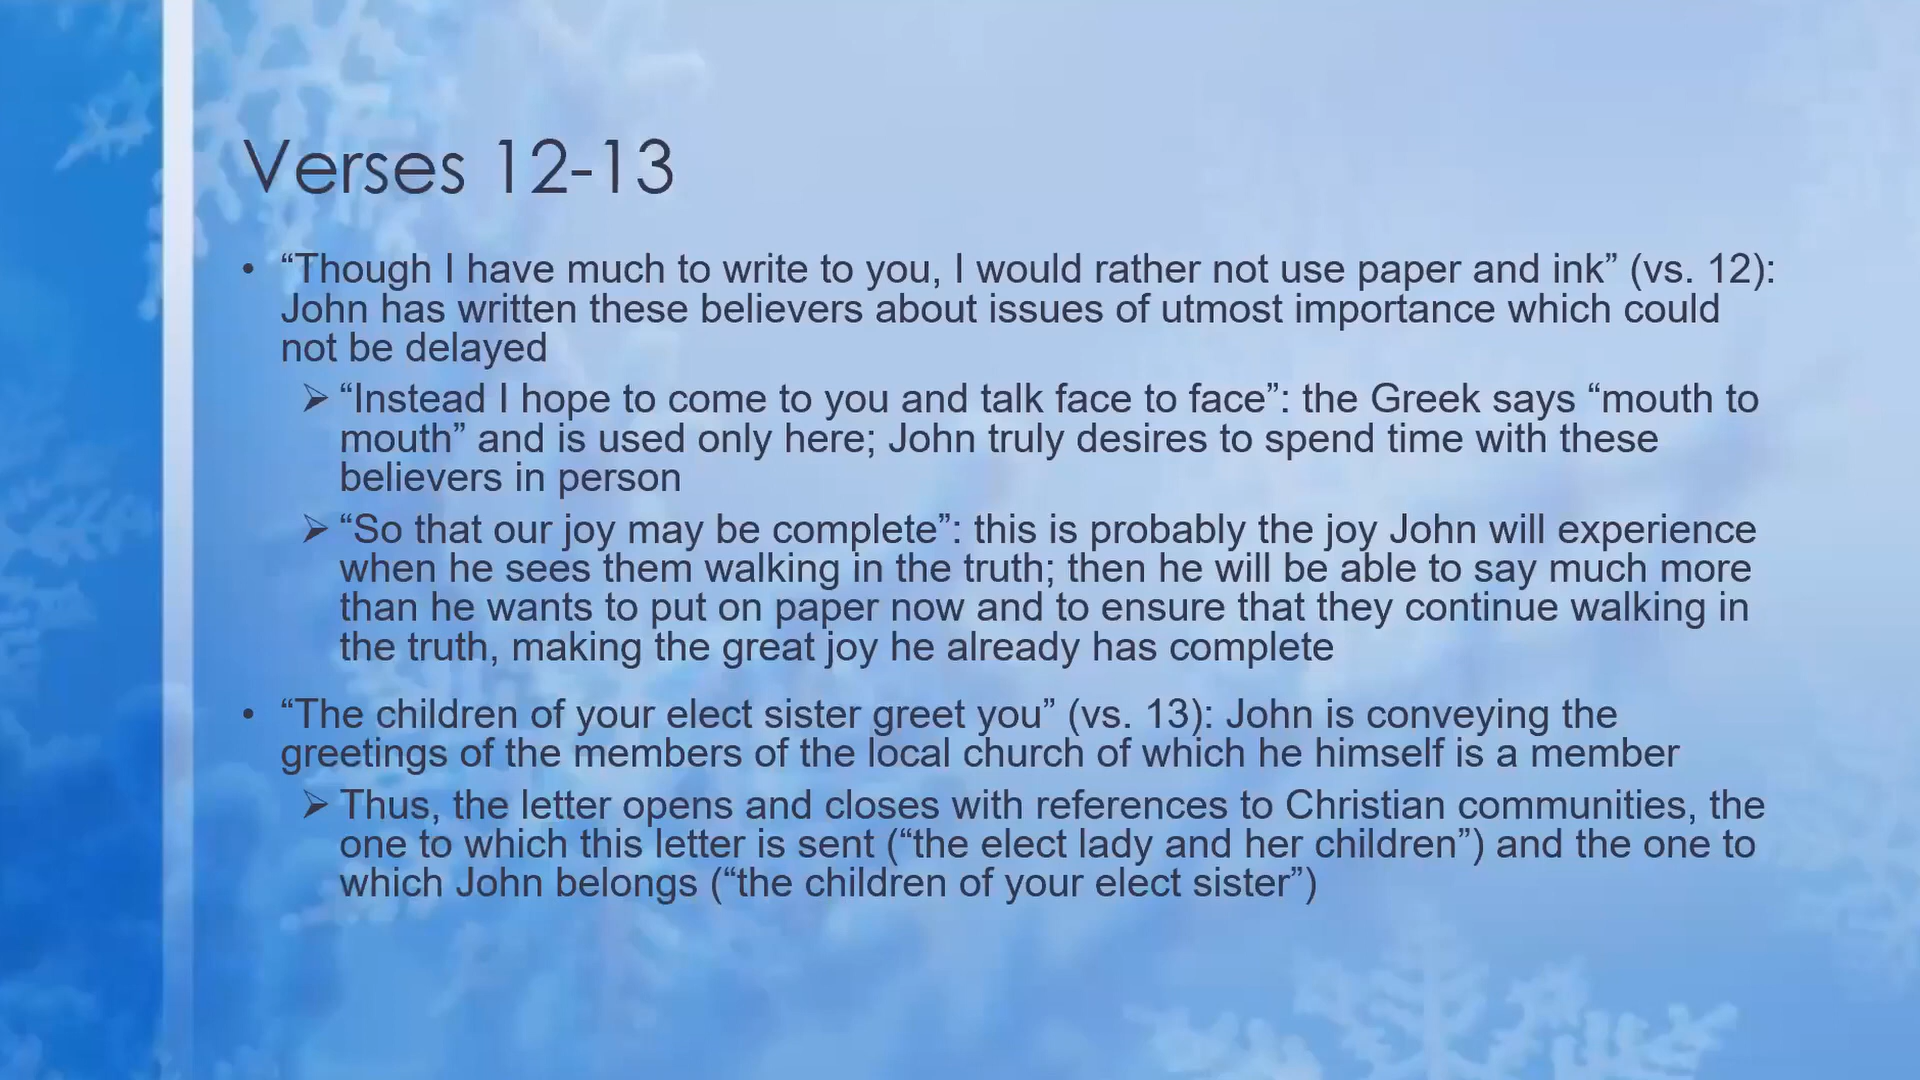 Verses 12-13
• “Though I have much to write to you, I would rather not use paper and ink” (vs. 12):
John has written these believers about issues of utmost importance which could
not be delayed
➢ “Instead I hope to come to you and talk face to face”: the Greek says “mouth to
mouth” and is used only here; John truly desires to spend time with these
believers in person
➢ “So that our joy may be complete”: this is probably the joy John will experience
when he sees them walking in the truth; then he will be able to say much more
than he wants to put on paper now and to ensure that they continue walking in
the truth, making the great joy he already has complete
• “The children of your elect sister greet you” (vs. 13): John is conveying the
greetings of the members of the local church of which he himself is a member
➢ Thus, the letter opens and closes with references to Christian communities, the
one to which this letter is sent (“the elect lady and her children”) and the one to
which John belongs (“the children of your elect sister”)